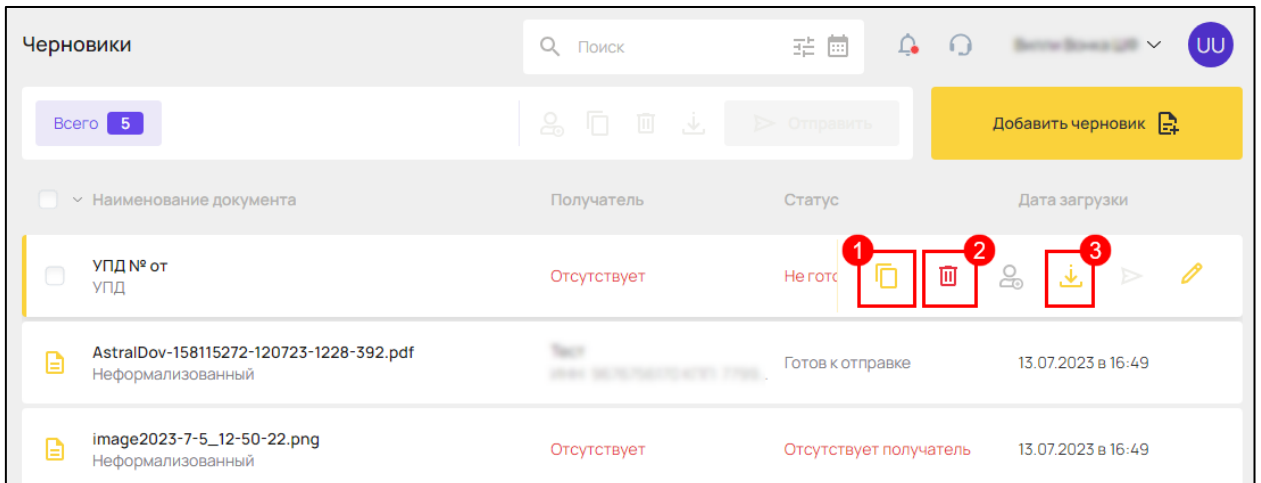 Черновики
Поиск
UU
Всего 5
Отправить
Добавить черновик
Наименование документа Получатель Статус Дата загрузки
УПД № от
УПД
Отсутствует
Не гото
1
2
3
AstralDov-158115272-120723-1228-392.pdf
Неформализованный
Готов к отправке
13.07.2023 в 16:49
image2023-7-5_12-50-22.png
Неформализованный
Отсутствует
Отсутствует получатель
13.07.2023 в 16:49